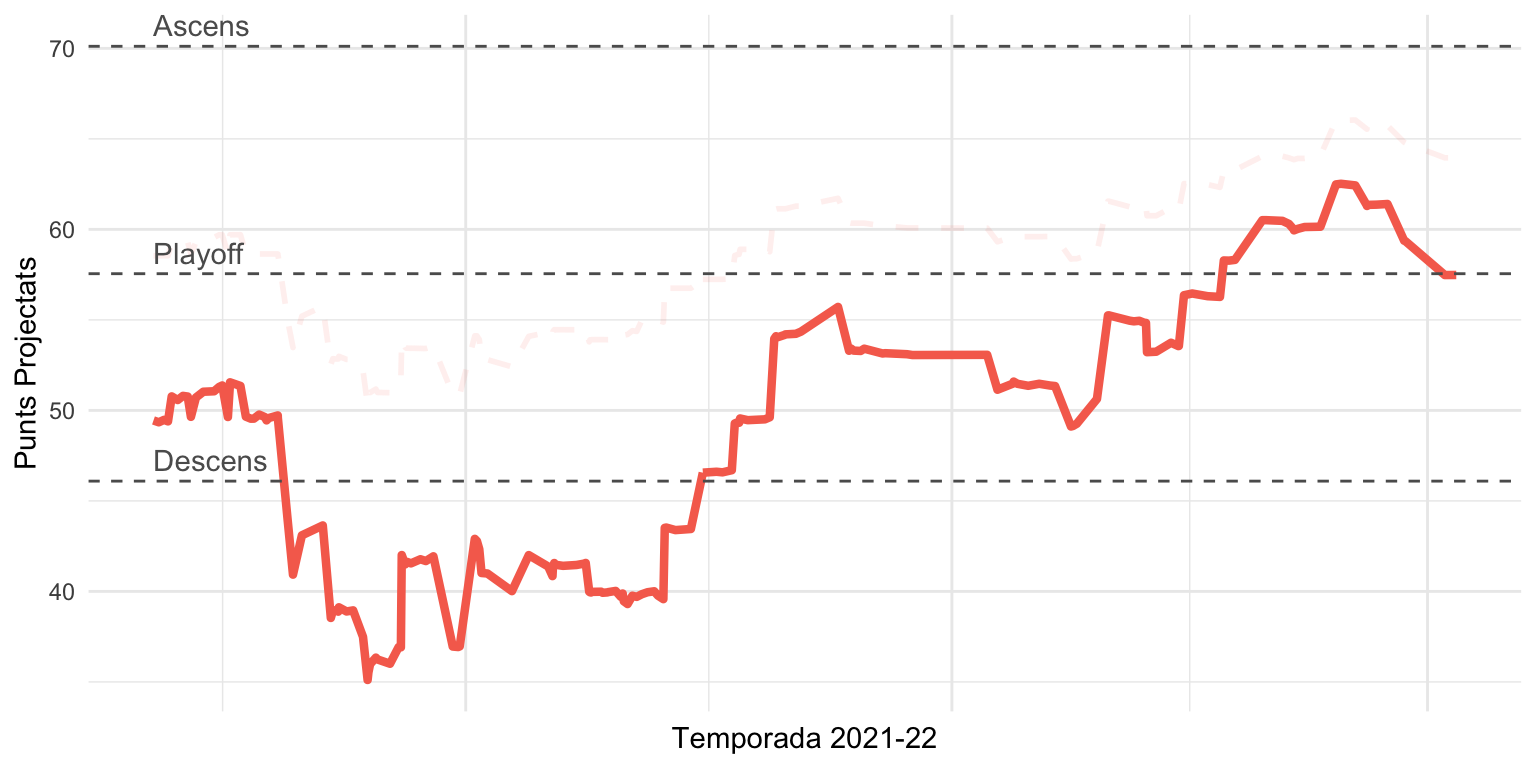 Ascens
70
60
Playoff
50
Descens
40
Punts Projectats
Temporada 2021-22